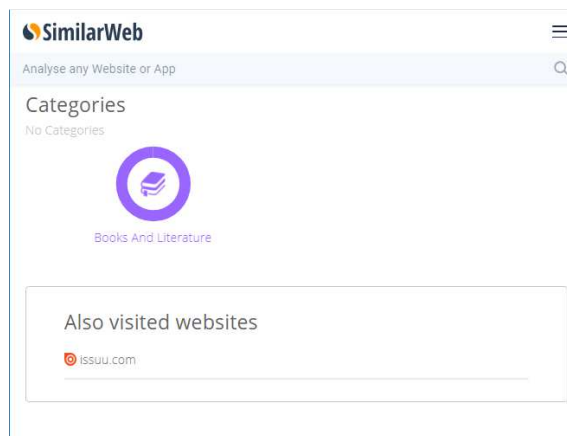 SimilarWeb
Analyse any Website or App
Categories
No Categories
Books And Literature
Also visited websites
issuu.com